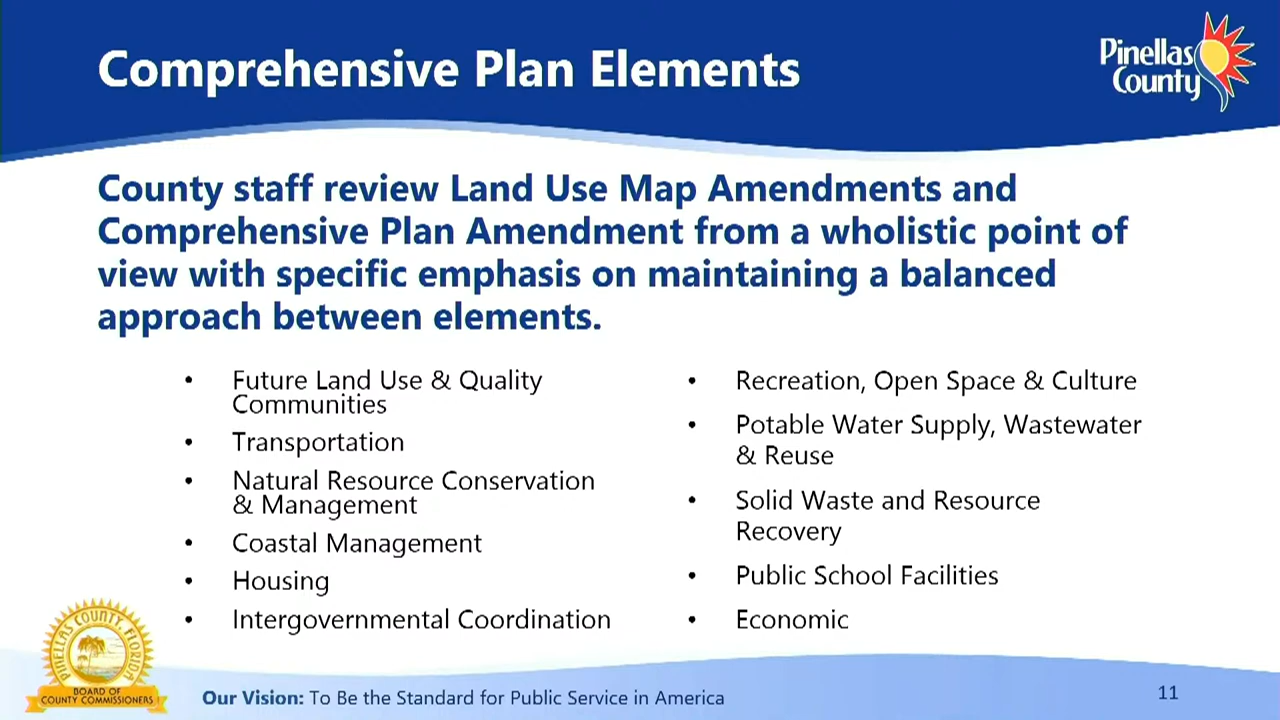 Comprehensive Plan Elements
Pinellas
County
County staff review Land Use Map Amendments and
Comprehensive Plan Amendment from a wholistic point of
view with specific emphasis on maintaining a balanced
approach between elements.
• Future Land Use & Quality
Communities
• Transportation
• Natural Resource Conservation
& Management
• Coastal Management
• Housing
• Intergovernmental Coordination
• Recreation, Open Space & Culture
• Potable Water Supply, Wastewater
& Reuse
• Solid Waste and Resource
Recovery
• Public School Facilities
• Economic
PINELLAS COUNTY, FLORIDA
BOARD OF
COUNTY COMMISSIONERS
Our Vision: To Be the Standard for Public Service in America
11